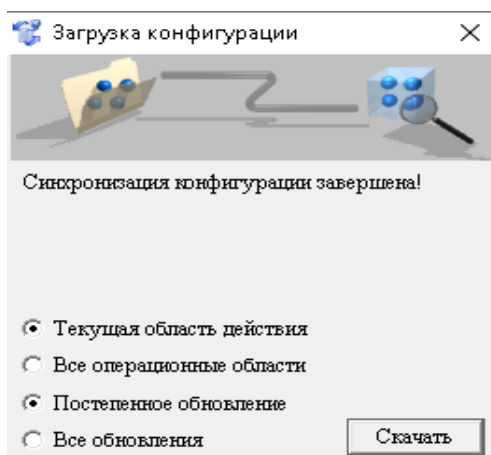 Загрузка конфигурации
Синхронизация конфигурации завершена!
Текущая область действия
Все операционные области
Постепенное обновление
Все обновления
Скачать